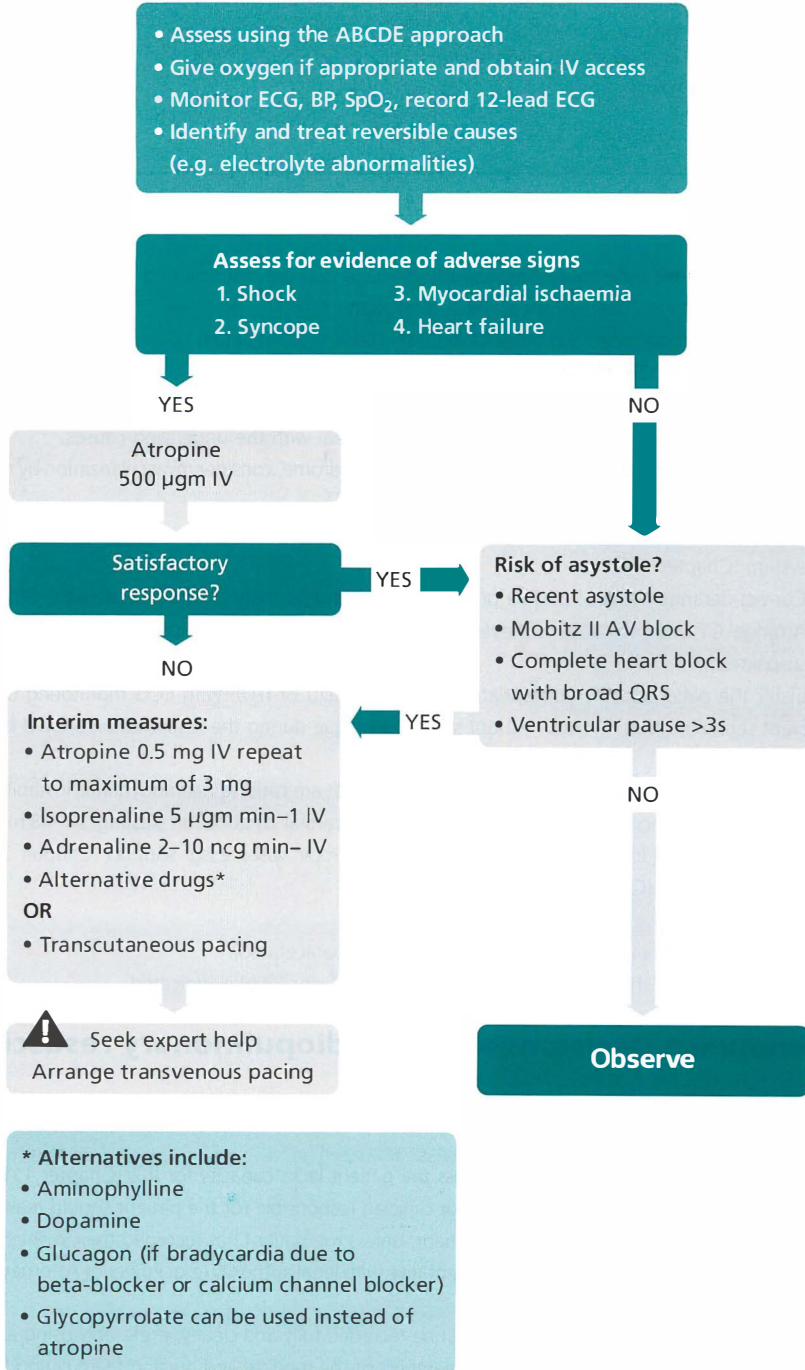 • Assess using the ABCDE approach
• Give oxygen if appropriate and obtain IV access
• Monitor ECG, BP, SpO₂, record 12-lead ECG
• Identify and treat reversible causes
(e.g. electrolyte abnormalities)
Assess for evidence of adverse signs
1. Shock
2. Syncope
3. Myocardial ischaemia
4. Heart failure
YES
NO
Atropine
500 µgm IV
Satisfactory
response?
YES
NO
Risk of asystole?
• Recent asystole
• Mobitz II AV block
• Complete heart block
with broad QRS
• Ventricular pause >3s
YES
NO
Interim measures:
• Atropine 0.5 mg IV repeat
to maximum of 3 mg
• Isoprenaline 5 µgm min–1 IV
• Adrenaline 2–10 ncg min– IV
• Alternative drugs*
OR
• Transcutaneous pacing
! Seek expert help
Arrange transvenous pacing
Observe
* Alternatives include:
• Aminophylline
• Dopamine
• Glucagon (if bradycardia due to
beta-blocker or calcium channel blocker)
• Glycopyrrolate can be used instead of
atropine